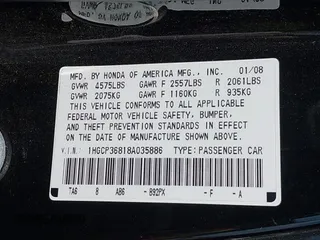 MFD. BY HONDA OF AMERICA MFG., INC. 01/08
GVWR 4575LBS GAWR F 2557LBS R 2061LBS
GVWR 2075KG GAWR F 1160KG R 935KG
THIS VEHICLE CONFORMS TO ALL APPLICABLE
FEDERAL MOTOR VEHICLE SAFETY, BUMPER,
AND THEFT PREVENTION STANDARDS IN EFFECT
ON THE DATE OF MANUFACTURE SHOWN ABOVE.
V.I.N. 1HGCP36818A035886 TYPE: PASSENGER CAR
TA6 B AB6 -B92PX -F -A